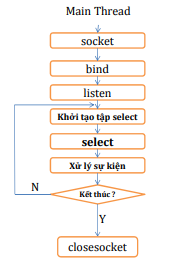 Main Thread
socket
bind
listen
Khởi tạo tập select
select
Xử lý sự kiện
N
Kết thúc ?
Y
closesocket